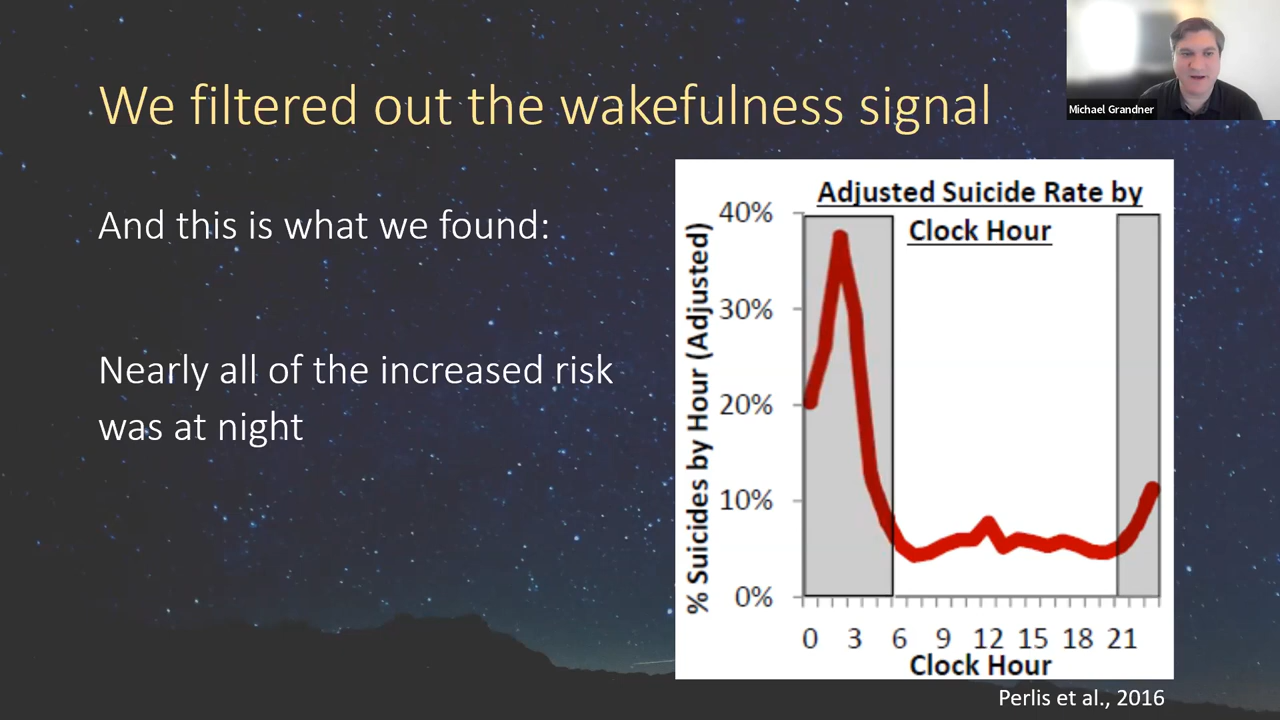 We filtered out the wakefulness signal
Michael Grandner
And this is what we found:
Nearly all of the increased risk
was at night
Adjusted Suicide Rate by
Clock Hour
% Suicides by Hour (Adjusted)
40%
30%
20%
10%
0%
0 3 6 9 12 15 18 21
Clock Hour
Perlis et al., 2016